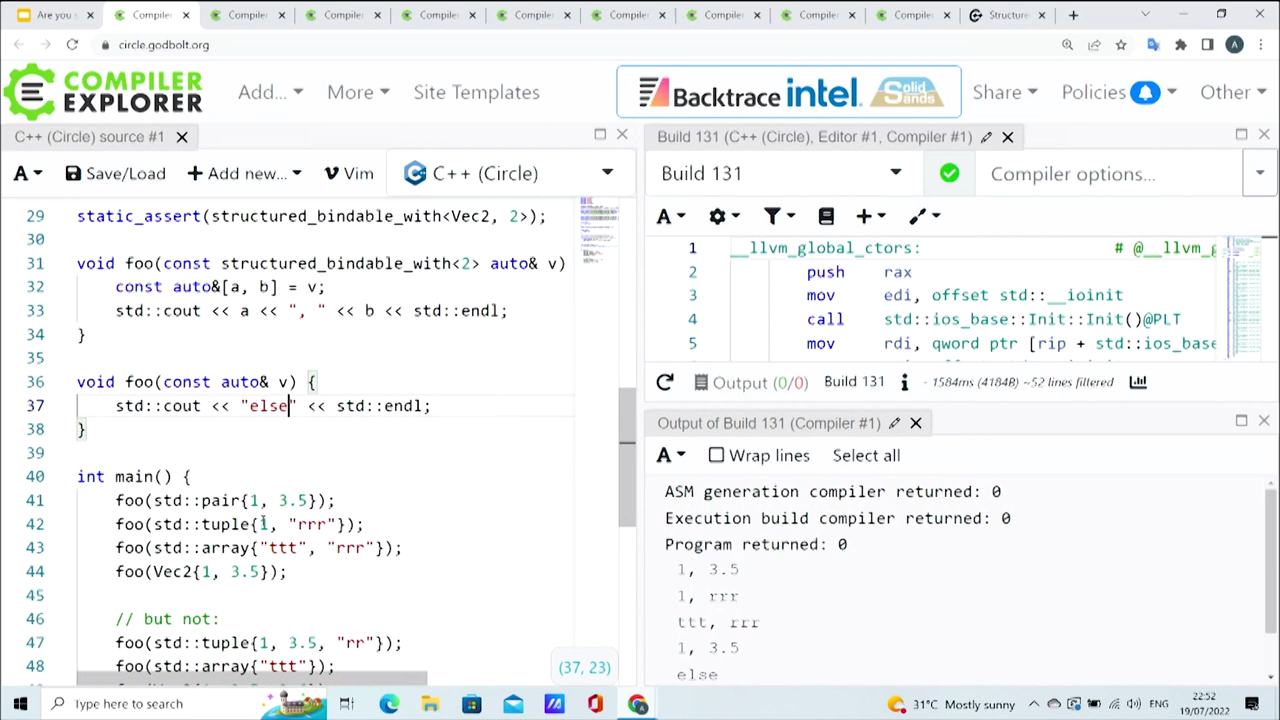 Are you s
Compiler
Compiler
Compiler
Compiler
Compiler
Compiler
Compiler
Compiler
Compiler
Structure
circle.godbolt.org
A
COMPILER
EXPLORER
Add...
More
Site Templates
Backtrace
intel.
Solid
Sands
Share
Policies
Other
C++ (Circle) source #1
Build 131 (C++ (Circle), Editor #1, Compiler #1)
A
Save/Load
Add new...
Vim
C++ (Circle)
Build 131
Compiler options...
A
29 static_assert(structured_bindable_with<Vec2, 2>);
30
31 void foo(const structured_bindable_with<2> auto& v)
32 const auto&[a, b] = v;
33 std::cout << a << ", " << b << std::endl;
34 }
35
36 void foo(const auto& v) {
37 std::cout << "else" << std::endl;
38 }
39
40 int main() {
41 foo(std::pair{1, 3.5});
42 foo(std::tuple{1, "rrr"});
43 foo(std::array{"ttt", "rrr"});
44 foo(Vec2{1, 3.5});
45
46 // but not:
47 foo(std::tuple{1, 3.5, "rr"});
48 foo(std::array{"ttt"});
(37, 23)
1 __llvm_global_ctors: @__llvm_g
2 push rax
3 mov edi, offset std::__ioinit
4 call std::ios_base::Init::Init()@PLT
5 mov rdi, qword ptr [rip + std::ios_base
Output (0/0) Build 131 - 1584ms (4184B) ~52 lines filtered
Output of Build 131 (Compiler #1)
A
Wrap lines
Select all
ASM generation compiler returned: 0
Execution build compiler returned: 0
Program returned: 0
1, 3.5
1, rrr
ttt, rrr
1, 3.5
else
Type here to search
31°C Mostly
ENG
22:52
19/07/2022